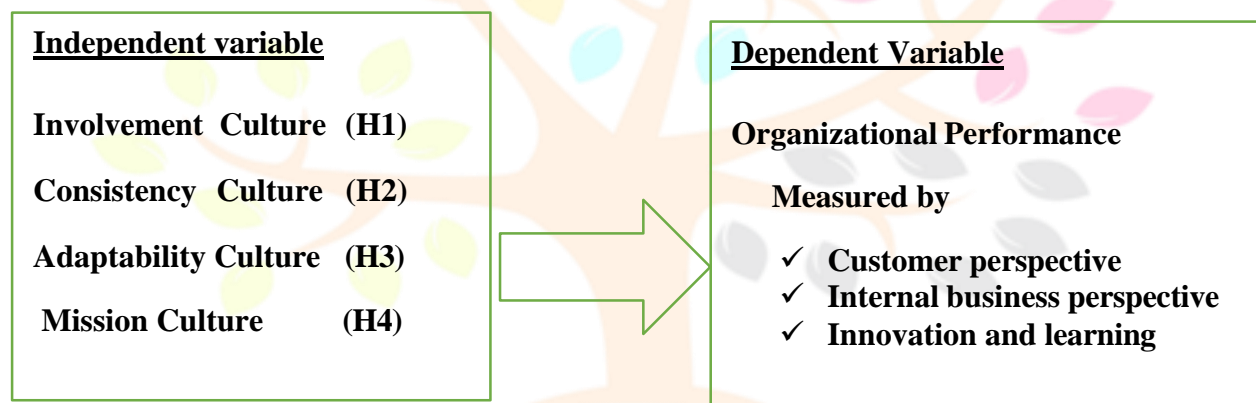 Independent variable
Involvement Culture (H1)
Consistency Culture (H2)
Adaptability Culture (H3)
Mission Culture (H4)
Dependent Variable
Organizational Performance
Measured by
✓ Customer perspective
✓ Internal business perspective
✓ Innovation and learning